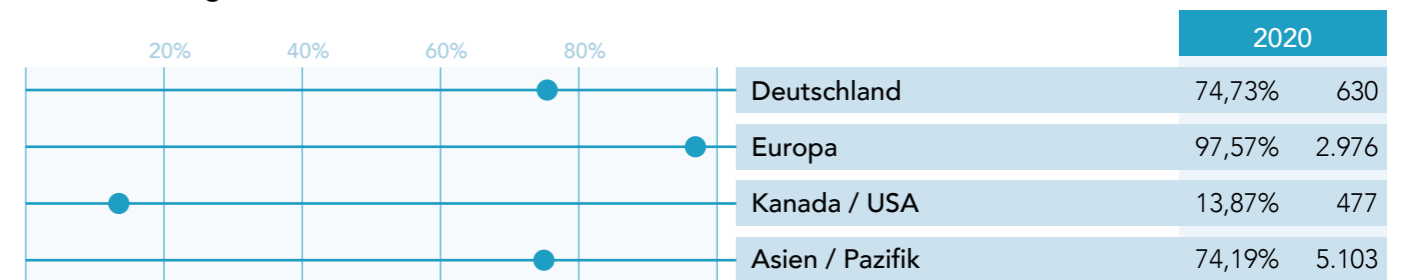 2020
20% 40% 60% 80%
Deutschland 74,73% 630
Europa 97,57% 2.976
Kanada / USA 13,87% 477
Asien / Pazifik 74,19% 5.103